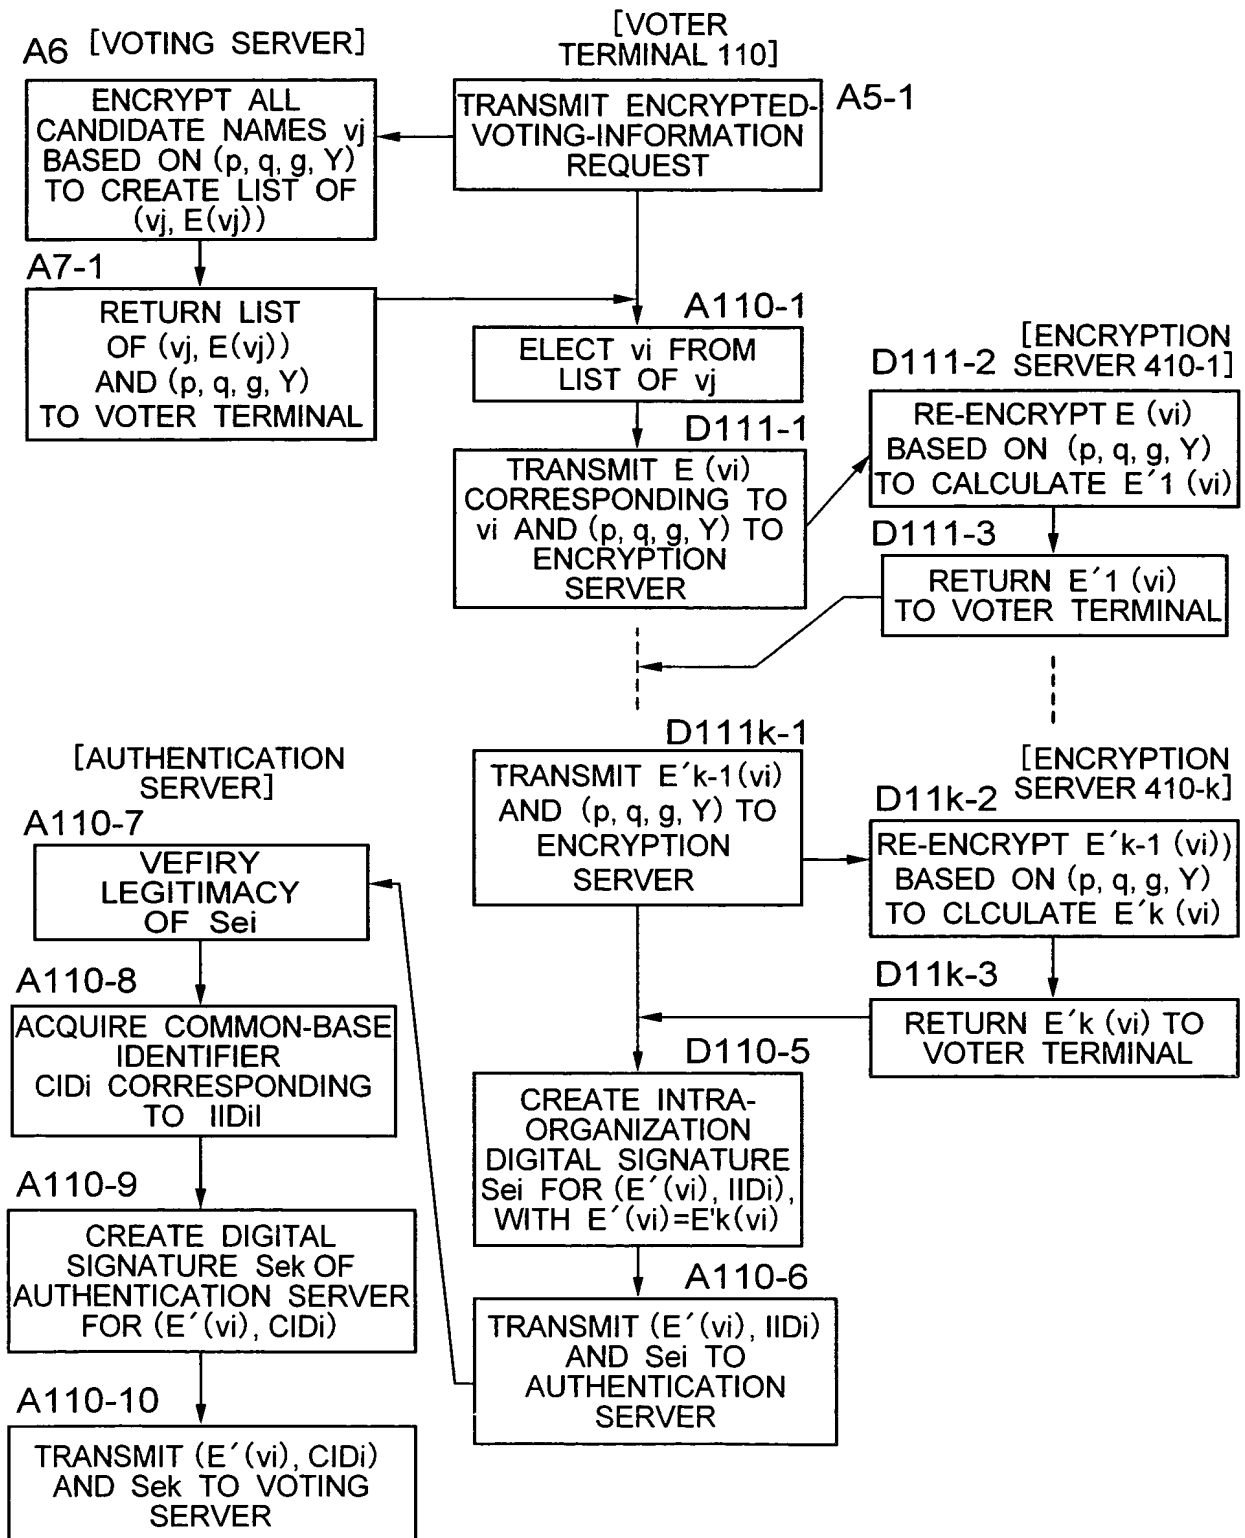 A6 [VOTING SERVER]
ENCRYPT ALL
CANDIDATE NAMES vj
BASED ON (p, q, g, Y)
TO CREATE LIST OF
(vj, E(vj))
[VOTER
TERMINAL 110]
A5-1
TRANSMIT ENCRYPTED-
VOTING-INFORMATION
REQUEST
A7-1
RETURN LIST
OF (vj, E(vj))
AND (p, q, g, Y)
TO VOTER TERMINAL
A110-1
ELECT vi FROM
LIST OF vj
D111-1
TRANSMIT E (vi)
CORRESPONDING TO
vi AND (p, q, g, Y) TO
ENCRYPTION
SERVER
[ENCRYPTION
D111-2 SERVER 410-1]
RE-ENCRYPT E (vi)
BASED ON (p, q, g, Y)
TO CALCULATE E′1 (vi)
D111-3
RETURN E′1 (vi)
TO VOTER TERMINAL
D111k-1
TRANSMIT E′k-1(vi)
AND (p, q, g, Y) TO
ENCRYPTION
SERVER
[ENCRYPTION
SERVER 410-k]
D11k-2
RE-ENCRYPT E′k-1 (vi))
BASED ON (p, q, g, Y)
TO CLCULATE E′k (vi)
D11k-3
RETURN E′k (vi) TO
VOTER TERMINAL
D110-5
CREATE INTRA-
ORGANIZATION
DIGITAL SIGNATURE
Sei FOR (E′(vi), IIDi),
WITH E′(vi)=E'k(vi)
A110-6
TRANSMIT (E′(vi), IIDi)
AND Sei TO
AUTHENTICATION
SERVER
[AUTHENTICATION
SERVER]
A110-7
VEFIRY
LEGITIMACY
OF Sei
A110-8
ACQUIRE COMMON-BASE
IDENTIFIER
CIDi CORRESPONDING
TO IIDiI
A110-9
CREATE DIGITAL
SIGNATURE Sek OF
AUTHENTICATION SERVER
FOR (E′(vi), CIDi)
A110-10
TRANSMIT (E′(vi), CIDi)
AND Sek TO VOTING
SERVER